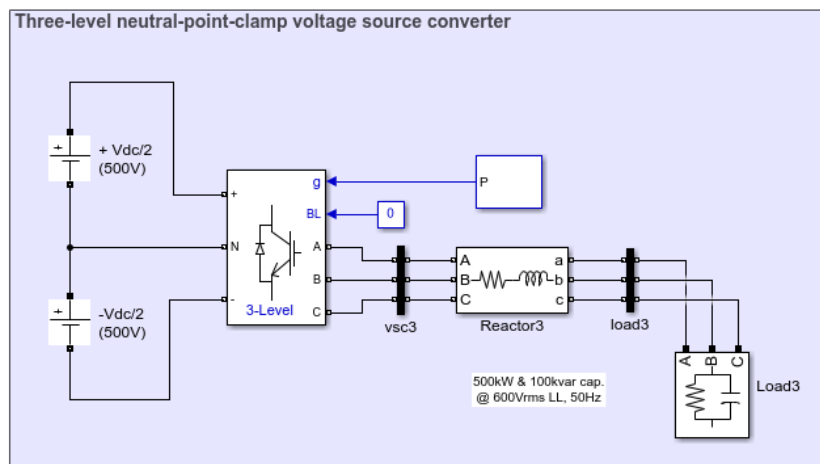 Three-level neutral-point-clamp voltage source converter
+ Vdc/2
(500V)
-Vdc/2
(500V)
+
+
+
N
-
g
BL
A
B
C
3-Level
P
0
vsc3
A
B
C
a
b
c
Reactor3
load3
500kW & 100kvar cap.
@ 600Vrms LL, 50Hz
A
B
C
Load3